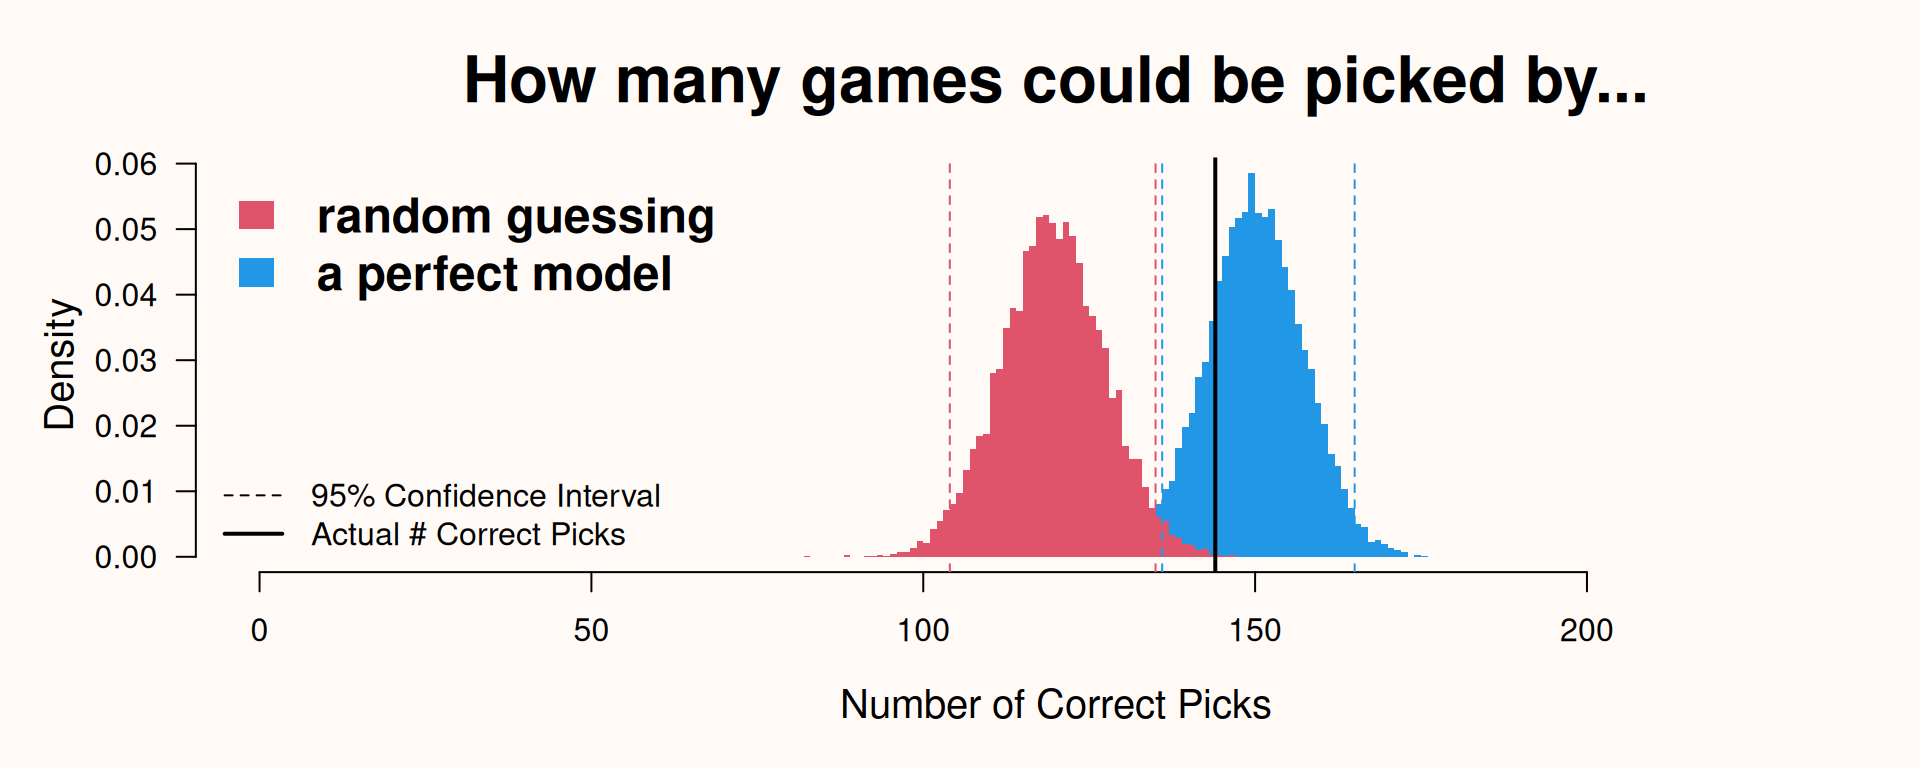 How many games could be picked by...
0.06
0.05
0.04
0.03
0.02
0.01
0.00
Density
random guessing
a perfect model
95% Confidence Interval
Actual # Correct Picks
0 50 100 150 200
Number of Correct Picks